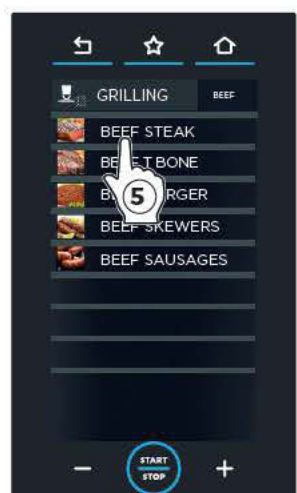 GRILLING BEEF
BEEF STEAK
BEEF T BONE
5
BEEF SKEWERS
BEEF SAUSAGES
START
STOP